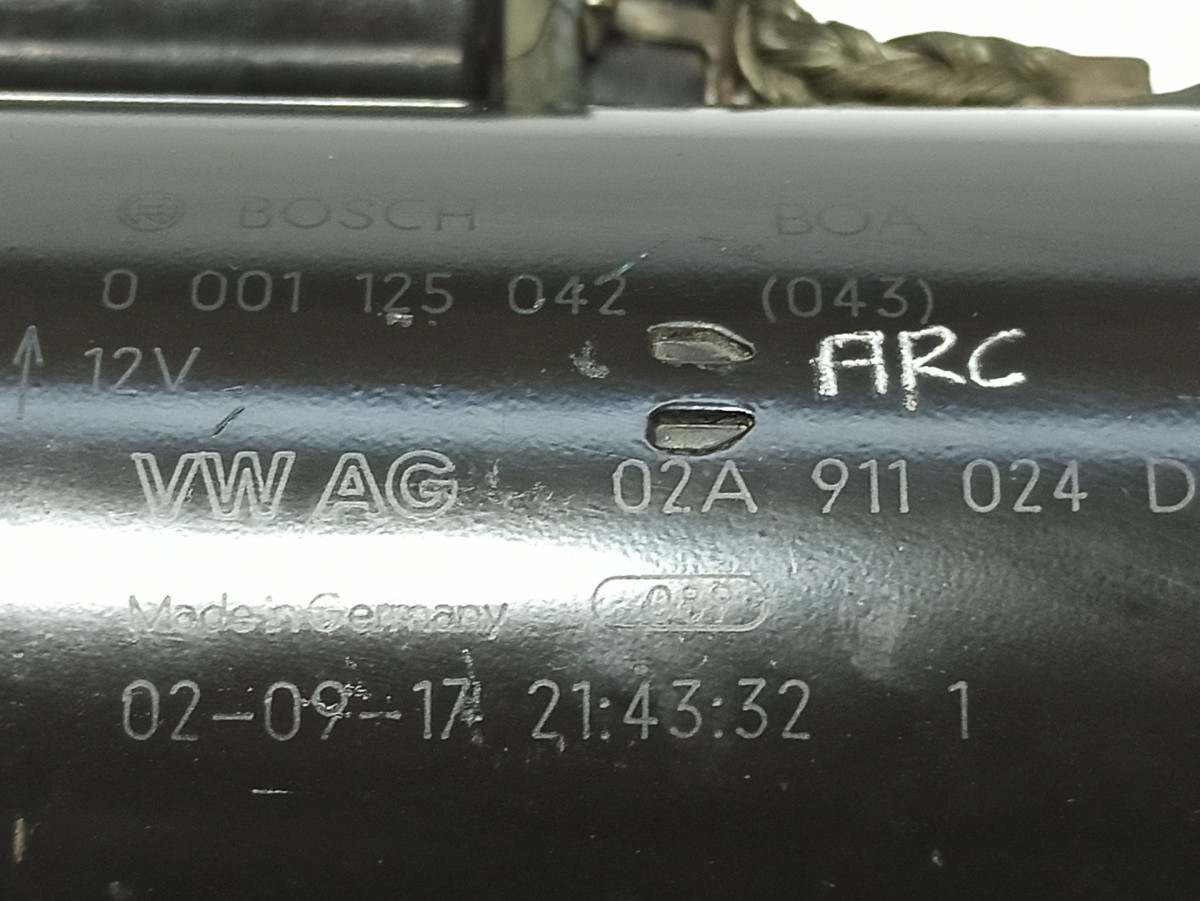 BOSCH BOA
0 001 125 042 (043)
ARC
12V
VW AG 02A 911 024 D
Made in Germany 089
02-09-17 21:43:32 1